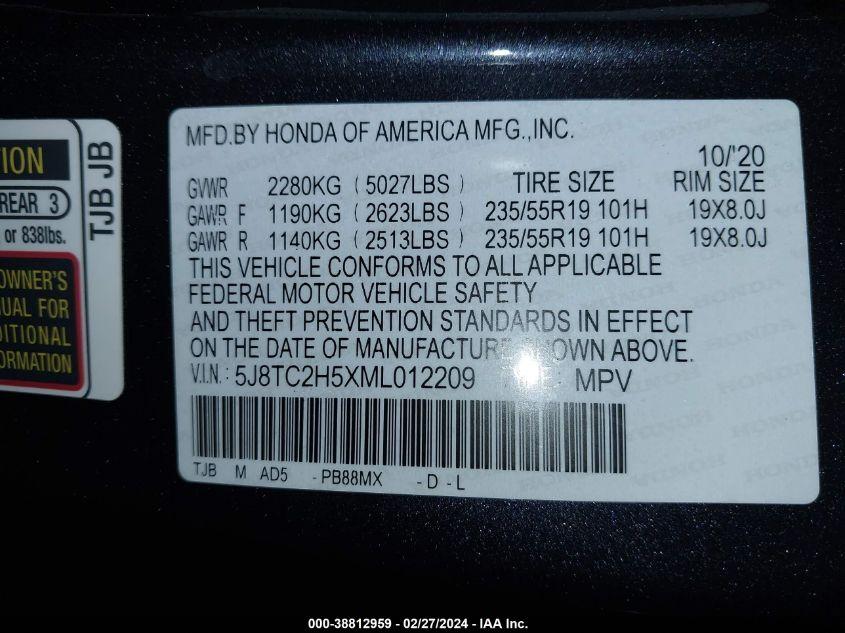 TION
REAR 3
or 838lbs.
OWNER'S
UAL FOR
DITIONAL
ORMATION
TJB JB
MFD.BY HONDA OF AMERICA MFG.,INC.
10/'20
GVWR 2280KG ( 5027LBS ) TIRE SIZE RIM SIZE
GAWR F 1190KG ( 2623LBS ) 235/55R19 101H 19X8.0J
GAWR R 1140KG ( 2513LBS ) 235/55R19 101H 19X8.0J
THIS VEHICLE CONFORMS TO ALL APPLICABLE
FEDERAL MOTOR VEHICLE SAFETY
AND THEFT PREVENTION STANDARDS IN EFFECT
ON THE DATE OF MANUFACTURE SHOWN ABOVE.
V.I.N.: 5J8TC2H5XML012209 : MPV
TJB M AD5 -PB88MX -D -L
000-38812959 - 02/27/2024 - IAA Inc.